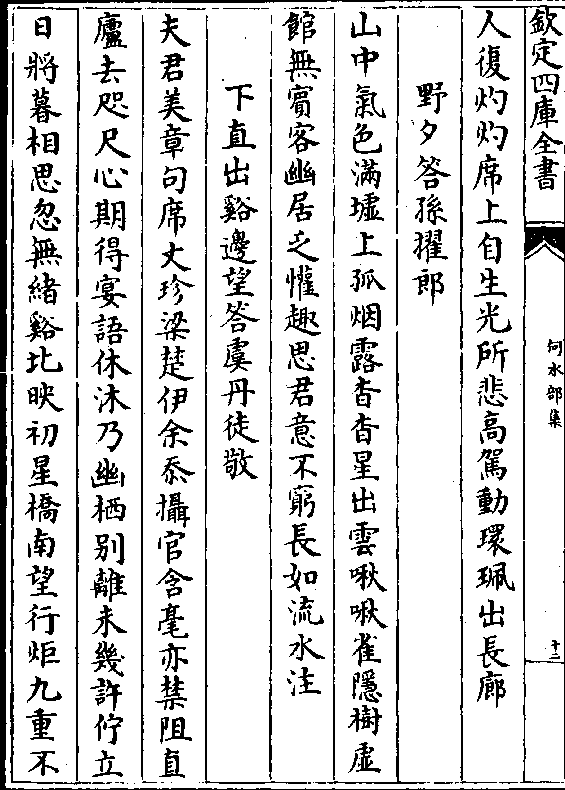 欽定四庫全書
何水部集
十二
人復灼灼席上自生光所悲高駕動環珮出長廊
野夕答孫擢郎
山中氣色滿墟上孤烟露杳杳星出雲啾啾雀隱樹虚
館無賓客幽居乏懽趣思君意不窮長如流水注
下直出谿邊望答虞丹徒敬
夫君美章句席丈珍梁楚伊余忝攝官含毫亦禁阻直
廬去咫尺心期得宴語休沐乃幽栖别離未幾許佇立
日將暮相思忽無緒谿北映初星橋南望行炬九重不